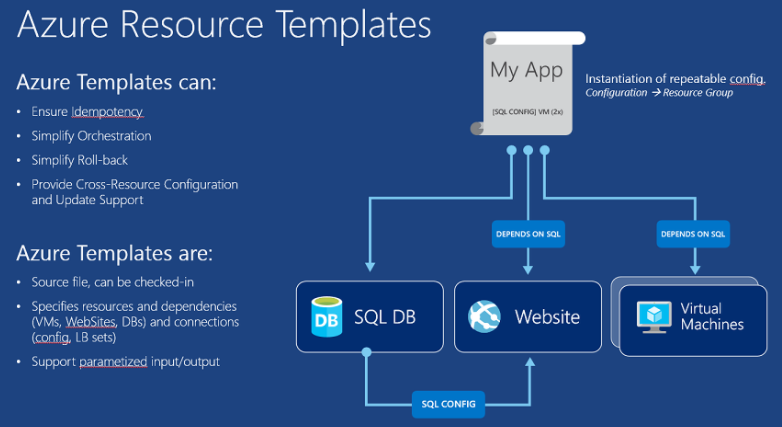 Azure Resource Templates
Azure Templates can:
• Ensure Idempotency
• Simplify Orchestration
• Simplify Roll-back
• Provide Cross-Resource Configuration
and Update Support
Azure Templates are:
• Source file, can be checked-in
• Specifies resources and dependencies
(VMs, WebSites, DBs) and connections
(config, LB sets)
• Support parametized input/output
My App
[SQL CONFIG] VM (2x)
Instantiation of repeatable config.
Configuration → Resource Group
DEPENDS ON SQL
DEPENDS ON SQL
DB
SQL DB
Website
Virtual
Machines
SQL CONFIG